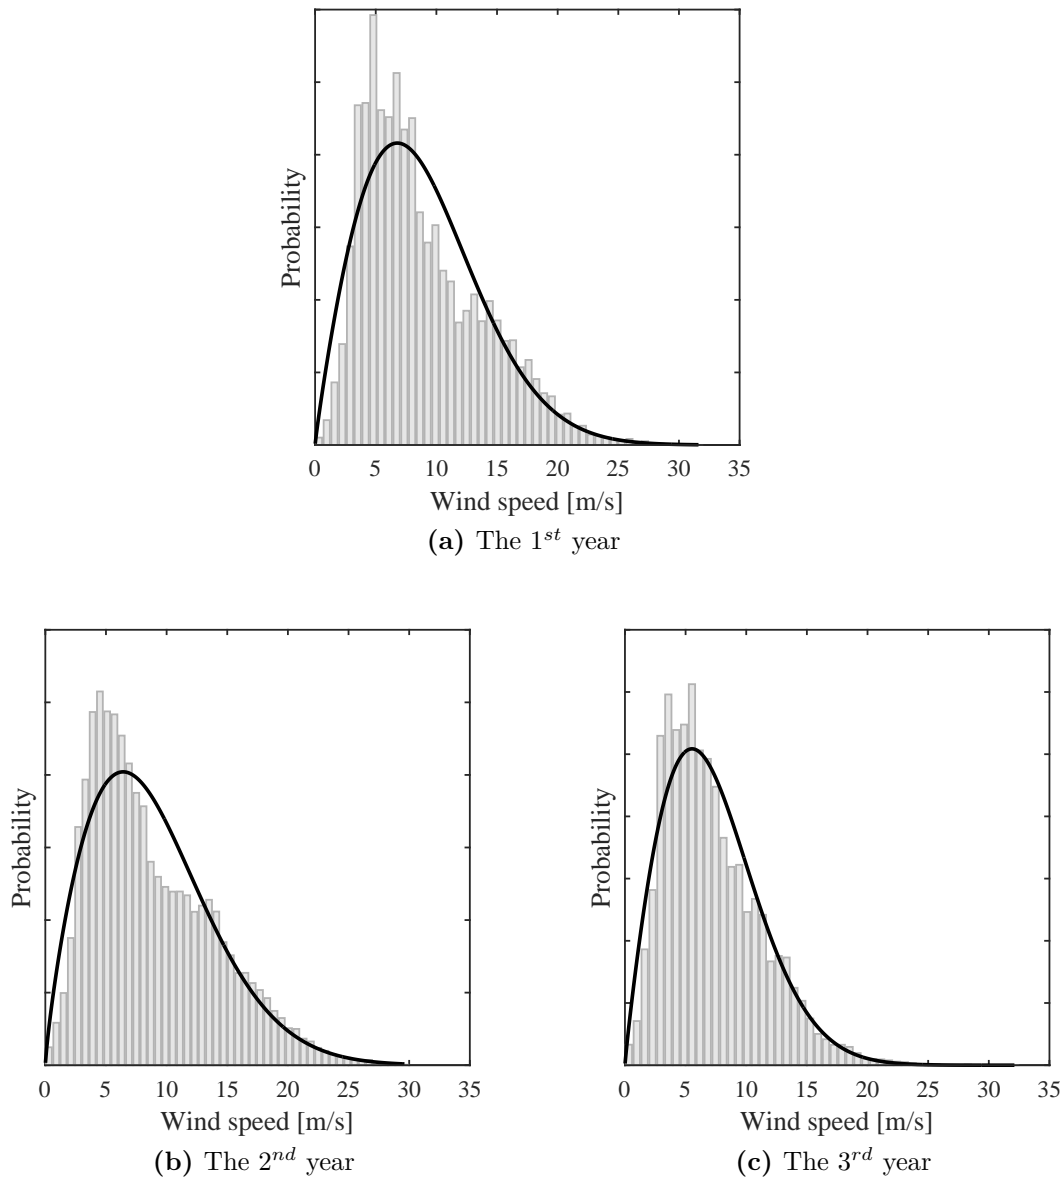 Probability
0 5 10 15 20 25 30 35
Wind speed [m/s]
(a) The 1st year
Probability
0 5 10 15 20 25 30 35
Wind speed [m/s]
(b) The 2nd year
Probability
0 5 10 15 20 25 30 35
Wind speed [m/s]
(c) The 3rd year